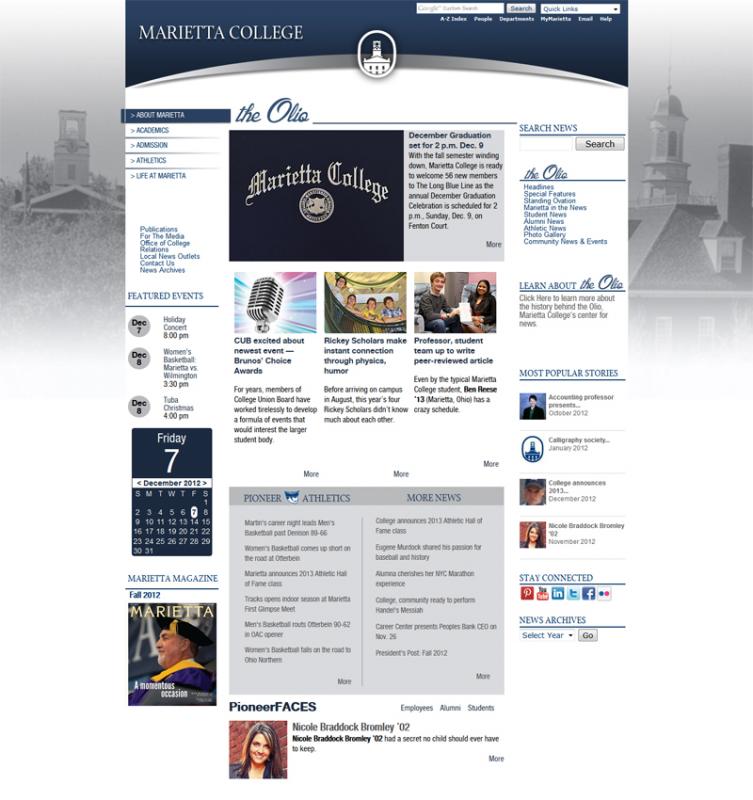 Google Custom Search
Search
Quick Links
A-Z Index People Departments MyMarietta Email Help
MARIETTA COLLEGE
> ABOUT MARIETTA
> ACADEMICS
> ADMISSION
> ATHLETICS
> LIFE AT MARIETTA
Publications
For The Media
Office of College
Relations
Local News Outlets
Contact Us
News Archives
FEATURED EVENTS
Dec
7
Holiday
Concert
8:00 pm
Dec
8
Women's
Basketball:
Marietta vs.
Wilmington
3:30 pm
Dec
8
Tuba
Christmas
4:00 pm
Friday
7
< December 2012 >
S M T W T F S
1
2 3 4 5 6 7 8
9 10 11 12 13 14 15
16 17 18 19 20 21 22
23 24 25 26 27 28 29
30 31
MARIETTA MAGAZINE
Fall 2012
MARIETTA
A momentous
occasion
the Olio
Marietta College
December Graduation
set for 2 p.m. Dec. 9
With the fall semester winding
down, Marietta College is ready
to welcome 56 new members
to The Long Blue Line as the
annual December Graduation
Celebration is scheduled for 2
p.m., Sunday, Dec. 9, on
Fenton Court.
More
CUB excited about
newest event —
Brunos' Choice
Awards
For years, members of
College Union Board have
worked tirelessly to develop
a formula of events that
would interest the larger
student body.
More
Rickey Scholars make
instant connection
through physics,
humor
Before arriving on campus
in August, this year's four
Rickey Scholars didn't know
much about each other.
More
Professor, student
team up to write
peer-reviewed article
Even by the typical Marietta
College student, Ben Reese
'13 (Marietta, Ohio) has a
crazy schedule.
More
PIONEER ATHLETICS
Martin's career night leads Men's
Basketball past Denison 89-66
Women's Basketball comes up short on
the road at Otterbein
Marietta announces 2013 Athletic Hall
of Fame class
Tracks opens indoor season at Marietta
First Glimpse Meet
Men's Basketball routs Otterbein 90-62
in OAC opener
Women's Basketball falls on the road to
Ohio Northern
More
MORE NEWS
College announces 2013 Athletic Hall of
Fame class
Eugene Murdock shared his passion for
baseball and history
Alumna cherishes her NYC Marathon
experience
College, community ready to perform
Handel's Messiah
Career Center presents Peoples Bank CEO on
Nov. 26
President's Post: Fall 2012
More
PioneerFACES
Employees Alumni Students
Nicole Braddock Bromley '02
Nicole Braddock Bromley '02 had a secret no child should ever have
to keep.
More
SEARCH NEWS
Search
the Olio
Headlines
Special Features
Standing Ovation
Marietta in the News
Student News
Alumni News
Athletic News
Photo Gallery
Community News & Events
LEARN ABOUT the Olio
Click Here to learn more about
the history behind the Olio,
Marietta College's center for
news.
MOST POPULAR STORIES
Accounting professor
presents...
October 2012
Calligraphy society...
January 2012
College announces
2013...
December 2012
Nicole Braddock Bromley
'02
November 2012
STAY CONNECTED
You
Tube
NEWS ARCHIVES
Select Year
Go